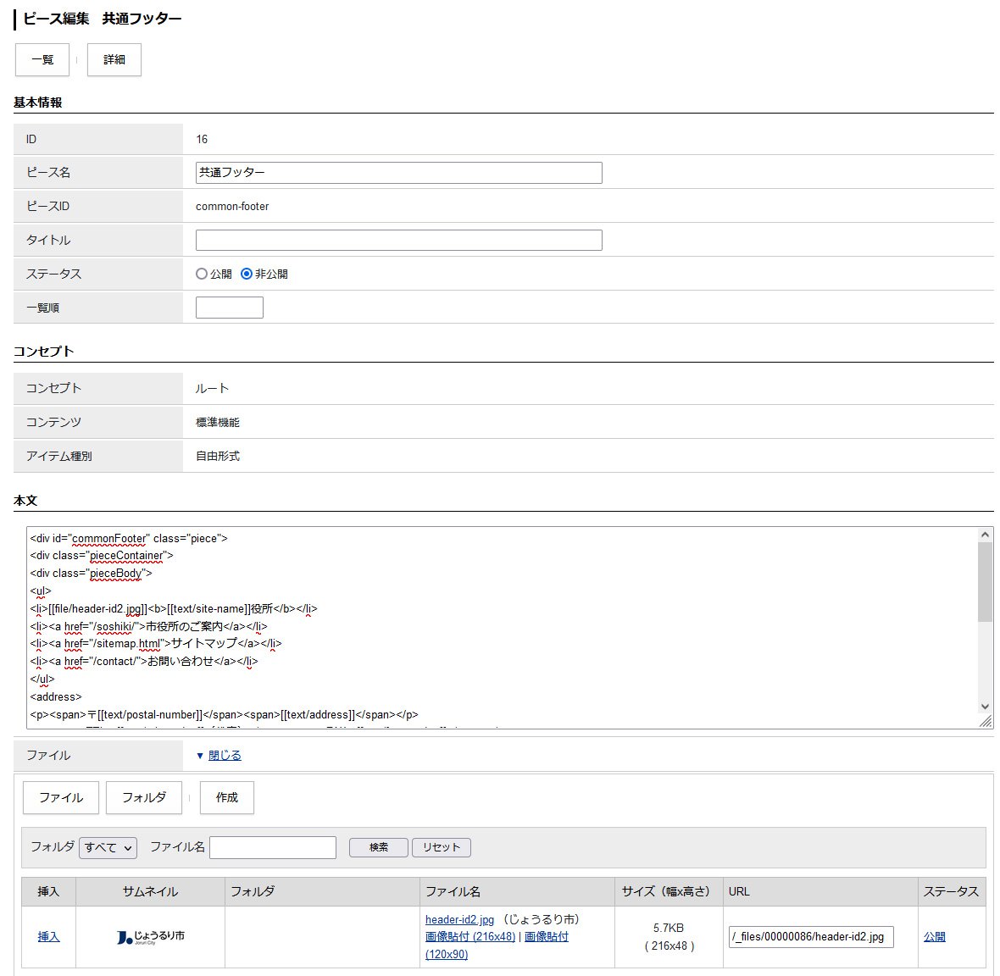 ピース編集　共通フッター
一覧
詳細
基本情報
ID
16
ピース名
共通フッター
ピースID
common-footer
タイトル
ステータス
公開 非公開
一覧順
コンセプト
コンセプト
ルート
コンテンツ
標準機能
アイテム種別
自由形式
本文
<div id="commonFooter" class="piece">
<div class="pieceContainer">
<div class="pieceBody">
<ul>
<li>[[file/header-id2.jpg]]<b>[[text/site-name]]役所</b></li>
<li><a href="/soshiki/">市役所のご案内</a></li>
<li><a href="/sitemap.html">サイトマップ</a></li>
<li><a href="/contact/">お問い合わせ</a></li>
</ul>
<address>
<p><span>〒[[text/postal-number]]</span><span>[[text/address]]</span></p>
ファイル
▼ 閉じる
ファイル
フォルダ
作成
フォルダ すべて ファイル名 検索 リセット
挿入 サムネイル フォルダ ファイル名 サイズ（幅x高さ） URL ステータス
挿入
じょうるり市
Joruri City
header-id2.jpg （じょうるり市）
画像貼付 (216x48) | 画像貼付
(120x90)
5.7KB
( 216x48 )
/_files/00000086/header-id2.jpg
公開